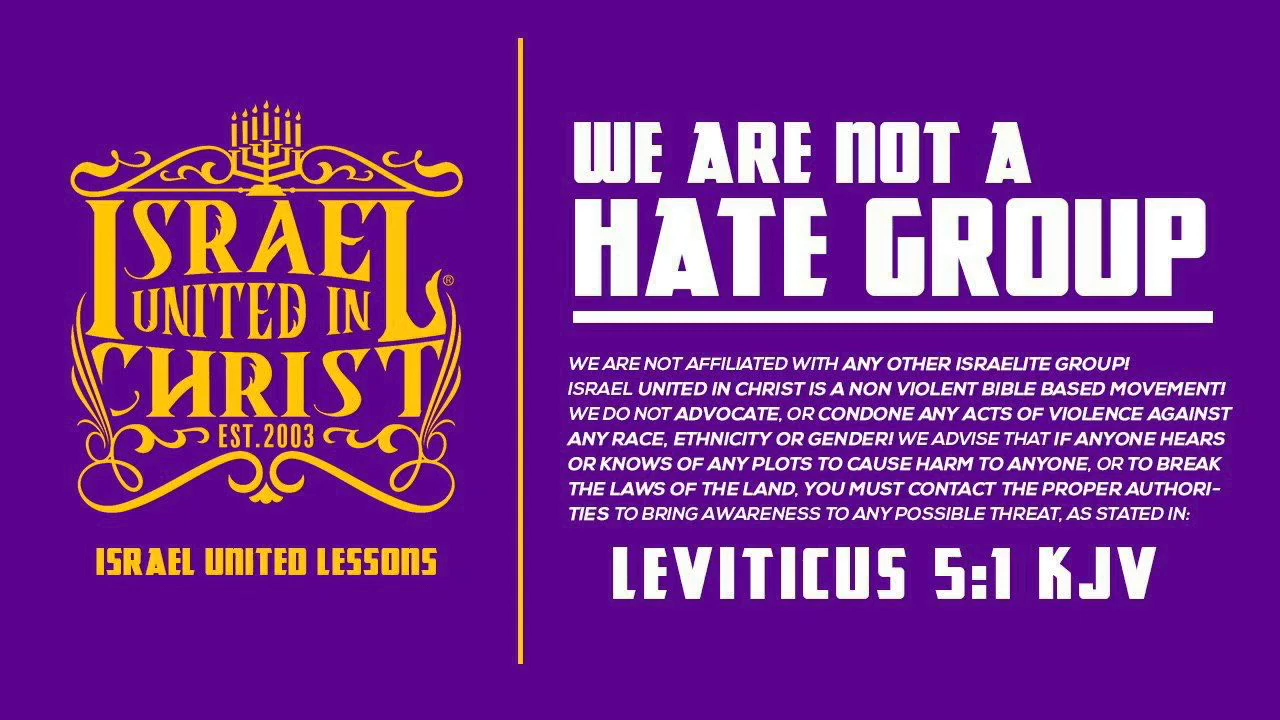 ISRAEL
UNITED IN
CHRIST
EST. 2003
®
ISRAEL UNITED LESSONS
WE ARE NOT A
HATE GROUP
WE ARE NOT AFFILIATED WITH ANY OTHER ISRAELITE GROUP!
ISRAEL UNITED IN CHRIST IS A NON VIOLENT BIBLE BASED MOVEMENT!
WE DO NOT ADVOCATE, OR CONDONE ANY ACTS OF VIOLENCE AGAINST
ANY RACE, ETHNICITY OR GENDER! WE ADVISE THAT IF ANYONE HEARS
OR KNOWS OF ANY PLOTS TO CAUSE HARM TO ANYONE, OR TO BREAK
THE LAWS OF THE LAND, YOU MUST CONTACT THE PROPER AUTHORI-
TIES TO BRING AWARENESS TO ANY POSSIBLE THREAT, AS STATED IN:
LEVITICUS 5:1 KJV